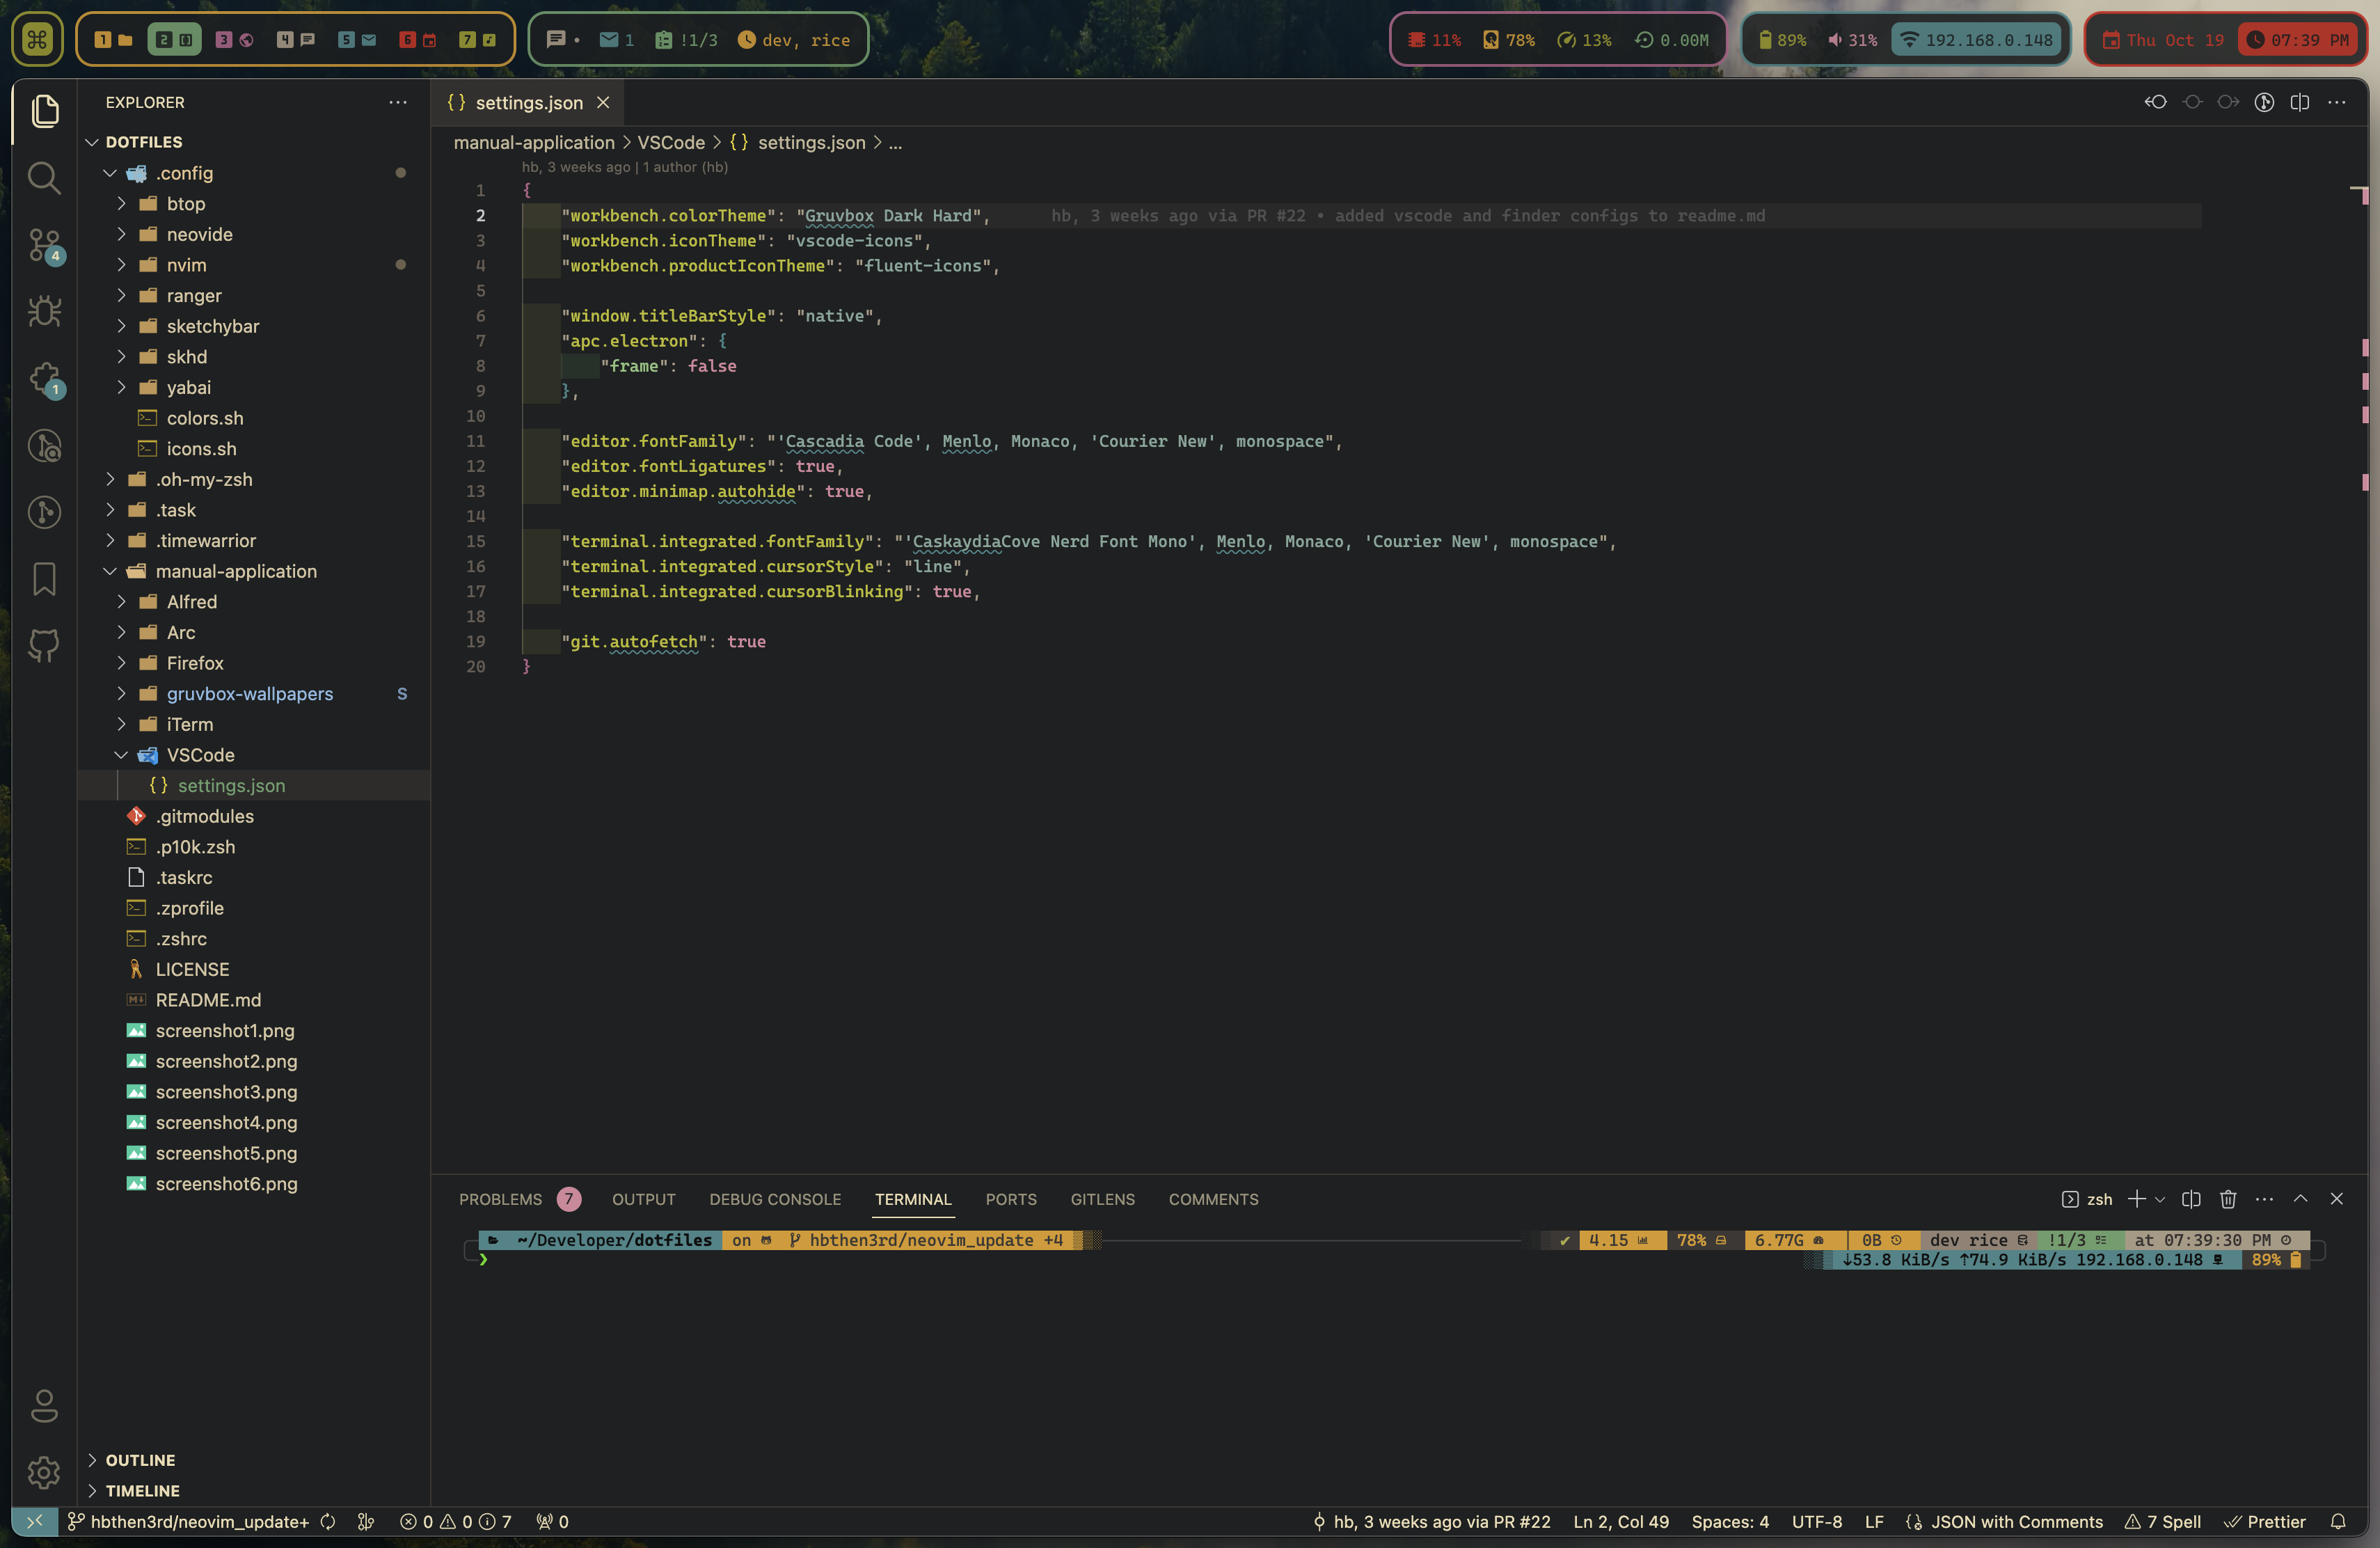 1 2 3 4 5 6 7
1 !1/3 dev, rice
11% 78% 13% 0.00M
89% 31% 192.168.0.148
Thu Oct 19 07:39 PM
EXPLORER
DOTFILES
.config
btop
neovide
nvim
ranger
sketchybar
skhd
yabai
colors.sh
icons.sh
.oh-my-zsh
.task
.timewarrior
manual-application
Alfred
Arc
Firefox
gruvbox-wallpapers S
iTerm
VSCode
{} settings.json
.gitmodules
.p10k.zsh
.taskrc
.zprofile
.zshrc
LICENSE
README.md
screenshot1.png
screenshot2.png
screenshot3.png
screenshot4.png
screenshot5.png
screenshot6.png
OUTLINE
TIMELINE
4
1
{} settings.json
manual-application > VSCode > {} settings.json > ...
hb, 3 weeks ago | 1 author (hb)
1 {
2 "workbench.colorTheme": "Gruvbox Dark Hard", hb, 3 weeks ago via PR #22 • added vscode and finder configs to readme.md
3 "workbench.iconTheme": "vscode-icons",
4 "workbench.productIconTheme": "fluent-icons",
5
6 "window.titleBarStyle": "native",
7 "apc.electron": {
8 "frame": false
9 },
10
11 "editor.fontFamily": "'Cascadia Code', Menlo, Monaco, 'Courier New', monospace",
12 "editor.fontLigatures": true,
13 "editor.minimap.autohide": true,
14
15 "terminal.integrated.fontFamily": "'CaskaydiaCove Nerd Font Mono', Menlo, Monaco, 'Courier New', monospace",
16 "terminal.integrated.cursorStyle": "line",
17 "terminal.integrated.cursorBlinking": true,
18
19 "git.autofetch": true
20 }
PROBLEMS 7 OUTPUT DEBUG CONSOLE TERMINAL PORTS GITLENS COMMENTS
zsh
~/Developer/dotfiles on hbthen3rd/neovim_update +4 ✔ 4.15 78% 6.77G 0B dev rice !1/3 at 07:39:30 PM
❯ ↓53.8 KiB/s ↑74.9 KiB/s 192.168.0.148 89%
hbthen3rd/neovim_update+ 0 0 7 0
hb, 3 weeks ago via PR #22 Ln 2, Col 49 Spaces: 4 UTF-8 LF JSON with Comments 7 Spell Prettier